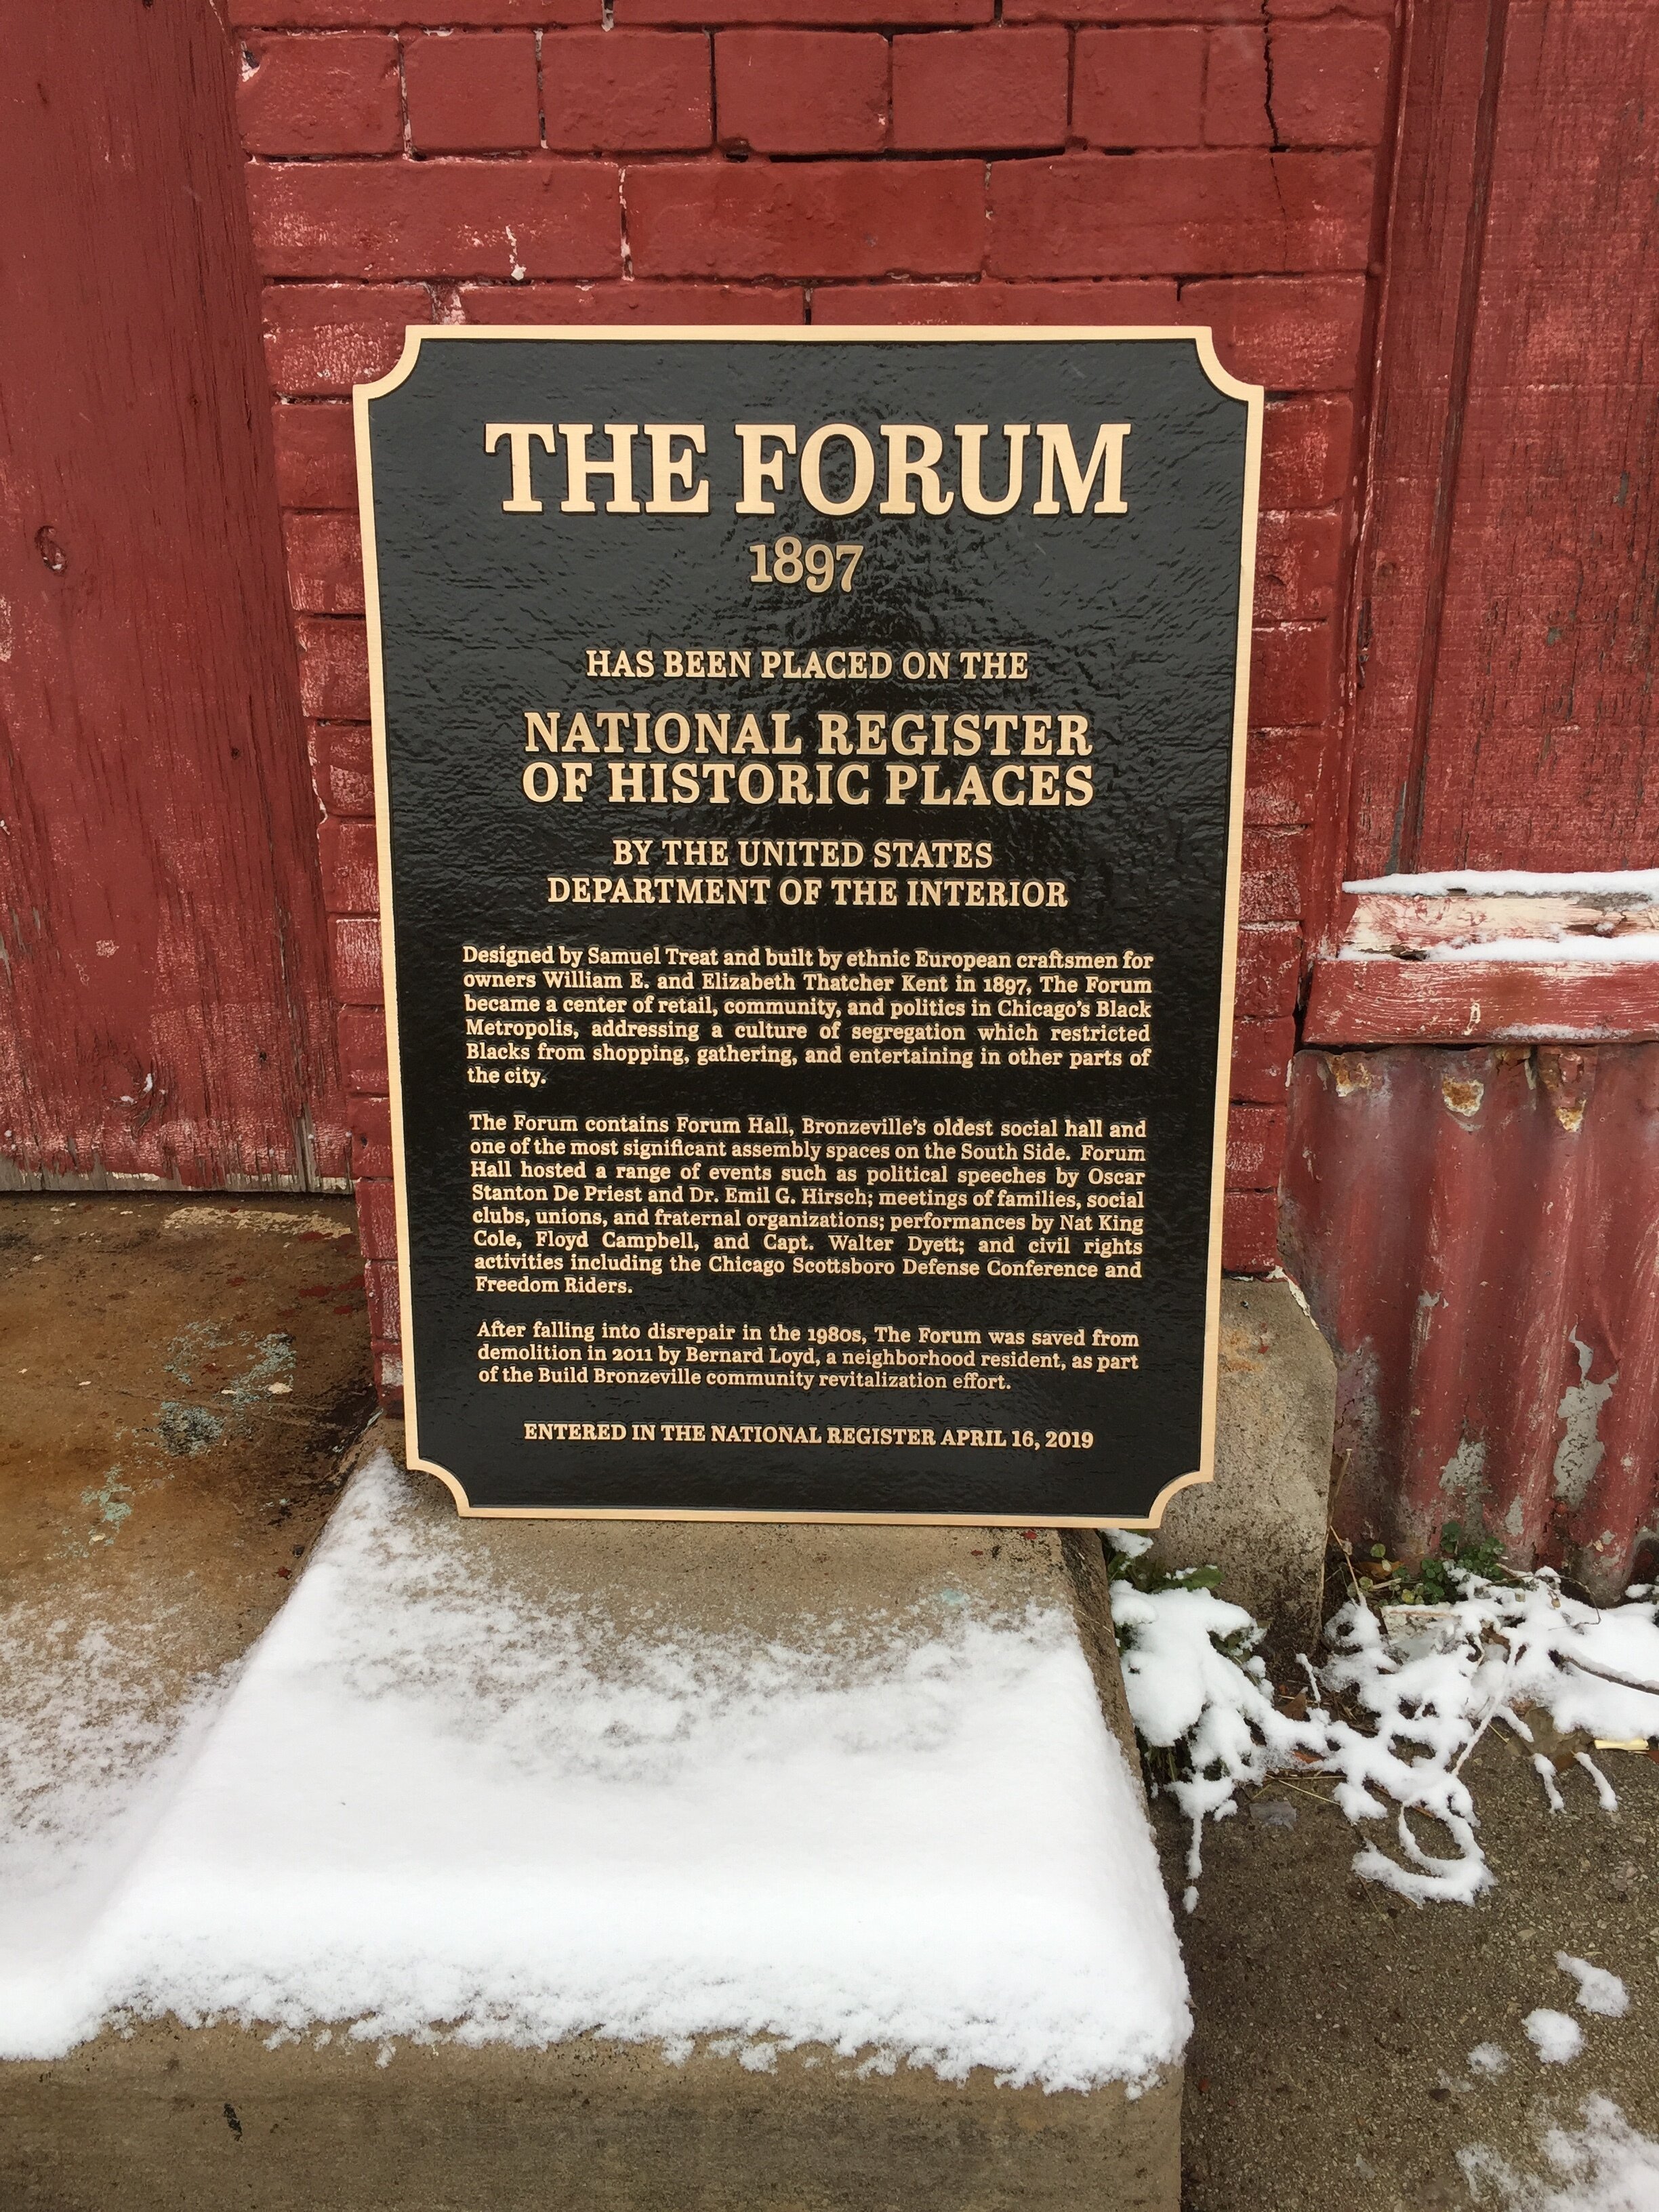 THE FORUM
1897
HAS BEEN PLACED ON THE
NATIONAL REGISTER
OF HISTORIC PLACES
BY THE UNITED STATES
DEPARTMENT OF THE INTERIOR
Designed by Samuel Treat and built by ethnic European craftsmen for
owners William E. and Elizabeth Thatcher Kent in 1897, The Forum
became a center of retail, community, and politics in Chicago's Black
Metropolis, addressing a culture of segregation which restricted
Blacks from shopping, gathering, and entertaining in other parts of
the city.
The Forum contains Forum Hall, Bronzeville's oldest social hall and
one of the most significant assembly spaces on the South Side. Forum
Hall hosted a range of events such as political speeches by Oscar
Stanton De Priest and Dr. Emil G. Hirsch; meetings of families, social
clubs, unions, and fraternal organizations; performances by Nat King
Cole, Floyd Campbell, and Capt. Walter Dyett; and civil rights
activities including the Chicago Scottsboro Defense Conference and
Freedom Riders.
After falling into disrepair in the 1980s, The Forum was saved from
demolition in 2011 by Bernard Loyd, a neighborhood resident, as part
of the Build Bronzeville community revitalization effort.
ENTERED IN THE NATIONAL REGISTER APRIL 16, 2019